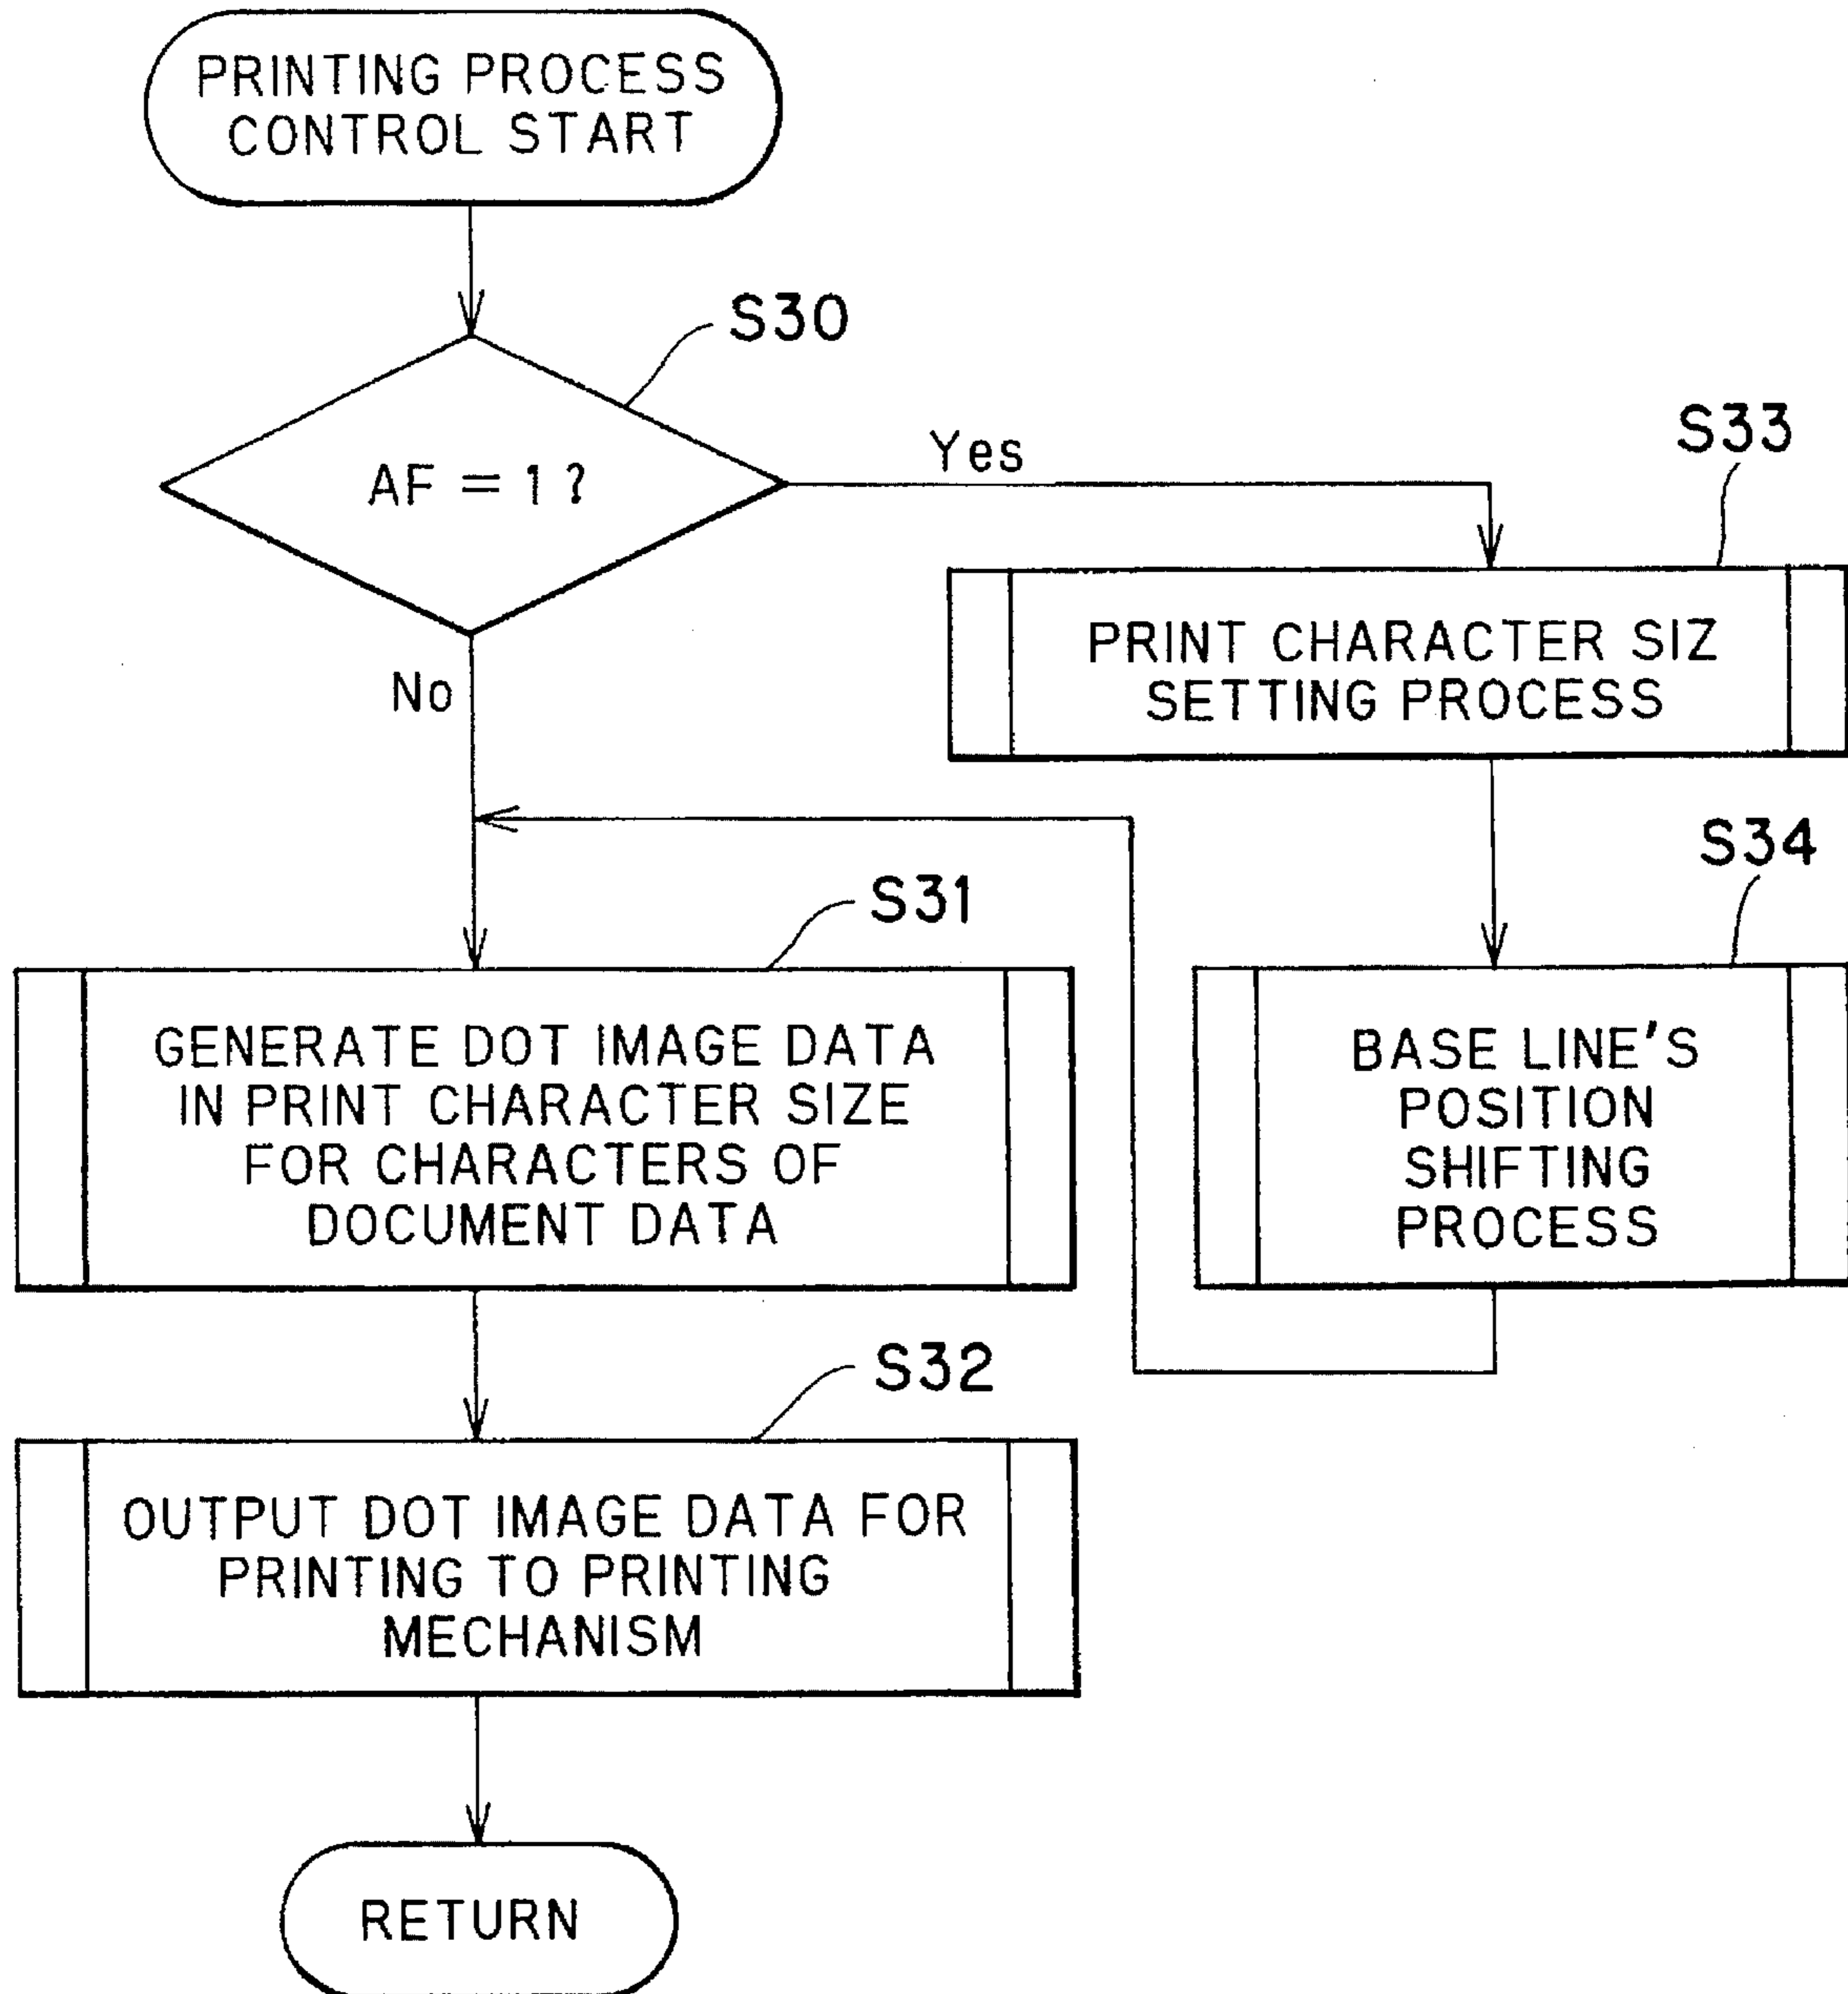 PRINTING PROCESS
CONTROL START
S30
AF = 1 ?
Yes
No
S33
PRINT CHARACTER SIZ
SETTING PROCESS
S34
BASE LINE'S
POSITION
SHIFTING
PROCESS
S31
GENERATE DOT IMAGE DATA
IN PRINT CHARACTER SIZE
FOR CHARACTERS OF
DOCUMENT DATA
S32
OUTPUT DOT IMAGE DATA FOR
PRINTING TO PRINTING
MECHANISM
RETURN